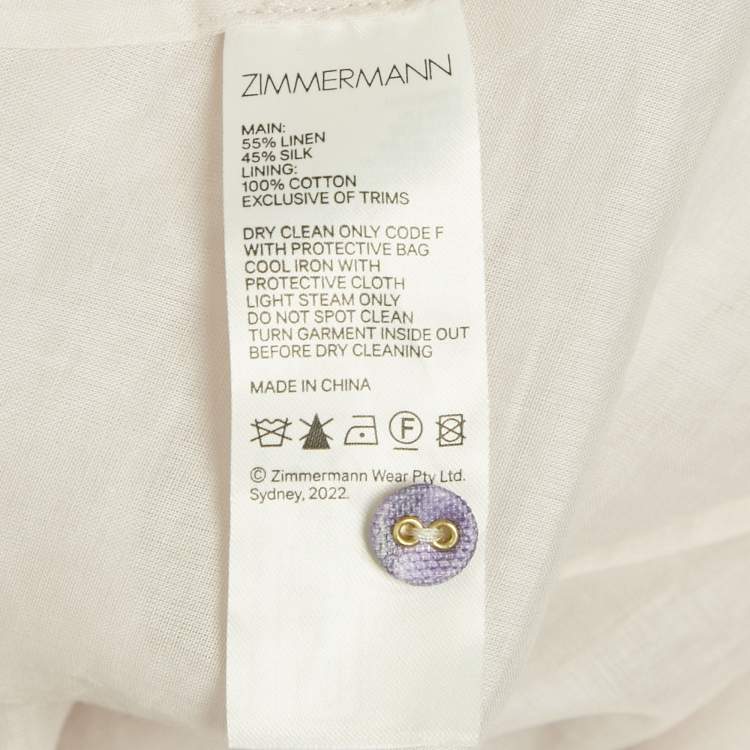 ZIMMERMANN
MAIN:
55% LINEN
45% SILK
LINING:
100% COTTON
EXCLUSIVE OF TRIMS
DRY CLEAN ONLY CODE F
WITH PROTECTIVE BAG
COOL IRON WITH
PROTECTIVE CLOTH
LIGHT STEAM ONLY
DO NOT SPOT CLEAN
TURN GARMENT INSIDE OUT
BEFORE DRY CLEANING
MADE IN CHINA
F
© Zimmermann Wear Pty Ltd.
Sydney, 2022.